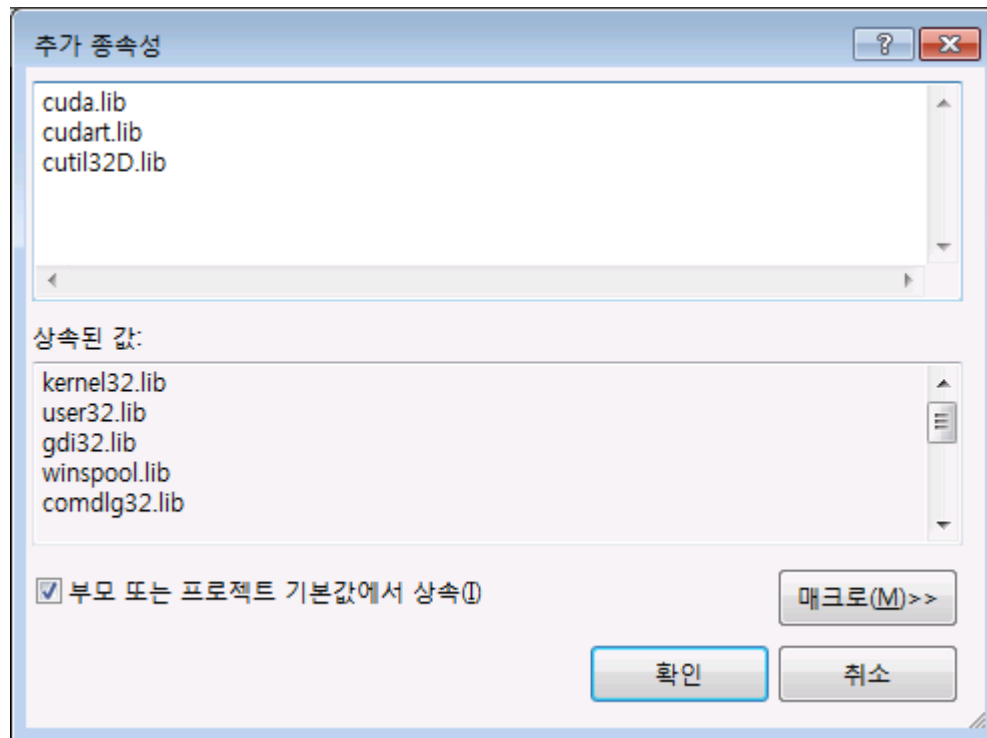 추가 종속성
cuda.lib
cudart.lib
cutil32D.lib
상속된 값:
kernel32.lib
user32.lib
gdi32.lib
winspool.lib
comdlg32.lib
부모 또는 프로젝트 기본값에서 상속(I)
매크로(M)>>
확인
취소